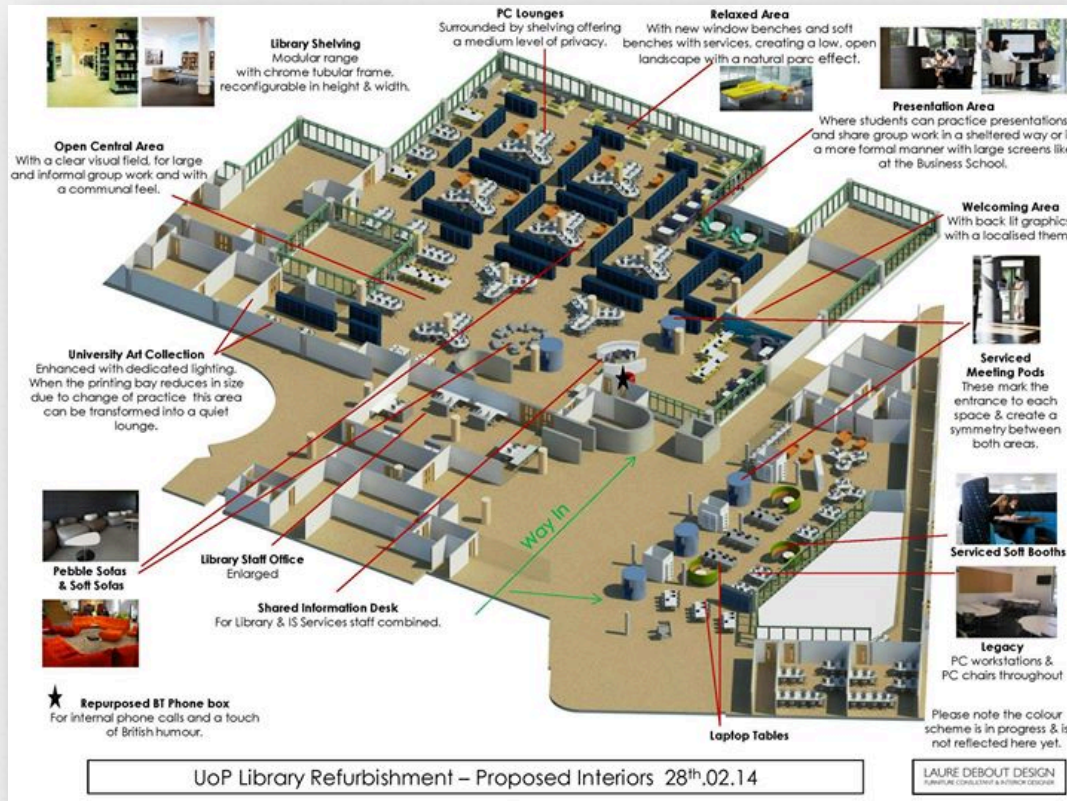 PC Lounges
Surrounded by shelving offering
a medium level of privacy.
Relaxed Area
With new window benches and soft
benches with services, creating a low, open
landscape with a natural parc effect.
Library Shelving
Modular range
with chrome tubular frame,
reconfigurable in height & width.
Presentation Area
Where students can practice presentations
and share group work in a sheltered way or i
a more formal manner with large screens like
at the Business School.
Open Central Area
With a clear visual field, for large
and informal group work and with
a communal feel.
Welcoming Area
With back lit graphics
with a localised them
University Art Collection
Enhanced with dedicated lighting.
When the printing bay reduces in size
due to change of practice this area
can be transformed into a quiet
lounge.
Serviced
Meeting Pods
These mark the
entrance to each
space & create a
symmetry between
both areas.
Way In
Pebble Sofas
& Soft Sofas
Library Staff Office
Enlarged
Serviced Soft Booths
Shared Information Desk
For Library & IS Services staff combined.
Legacy
PC workstations &
PC chairs throughout
Repurposed BT Phone box
For internal phone calls and a touch
of British humour.
Laptop Tables
Please note the colour
scheme is in progress & is
not reflected here yet.
UoP Library Refurbishment – Proposed Interiors 28th.02.14
LAURE DEBOUT DESIGN
FURNITURE CONSULTANT & INTERIOR DESIGNER